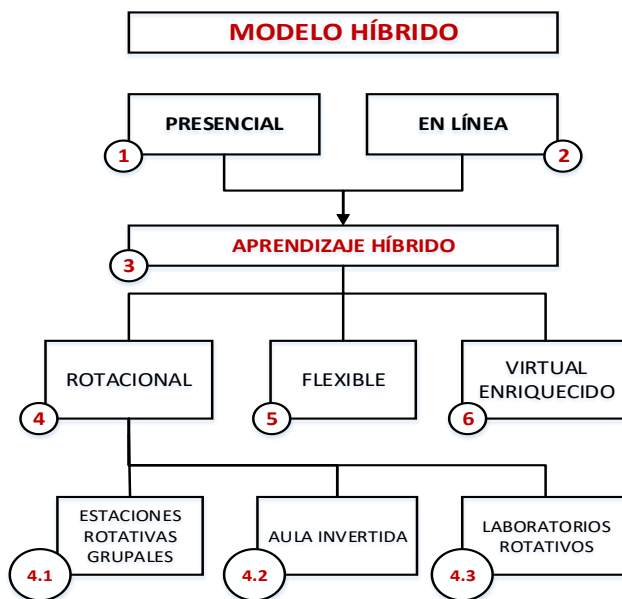 MODELO HÍBRIDO
PRESENCIAL
1
EN LÍNEA
2
APRENDIZAJE HÍBRIDO
3
ROTACIONAL
4
FLEXIBLE
5
VIRTUAL
ENRIQUECIDO
6
ESTACIONES
ROTATIVAS
GRUPALES
4.1
AULA INVERTIDA
4.2
LABORATORIOS
ROTATIVOS
4.3